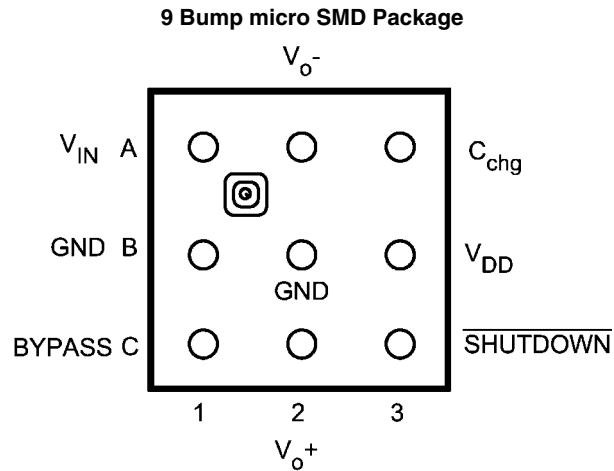 9 Bump micro SMD Package
Vo-
VIN A
Cchg
GND B
VDD
GND
BYPASS C
SHUTDOWN
1 2 3
Vo+